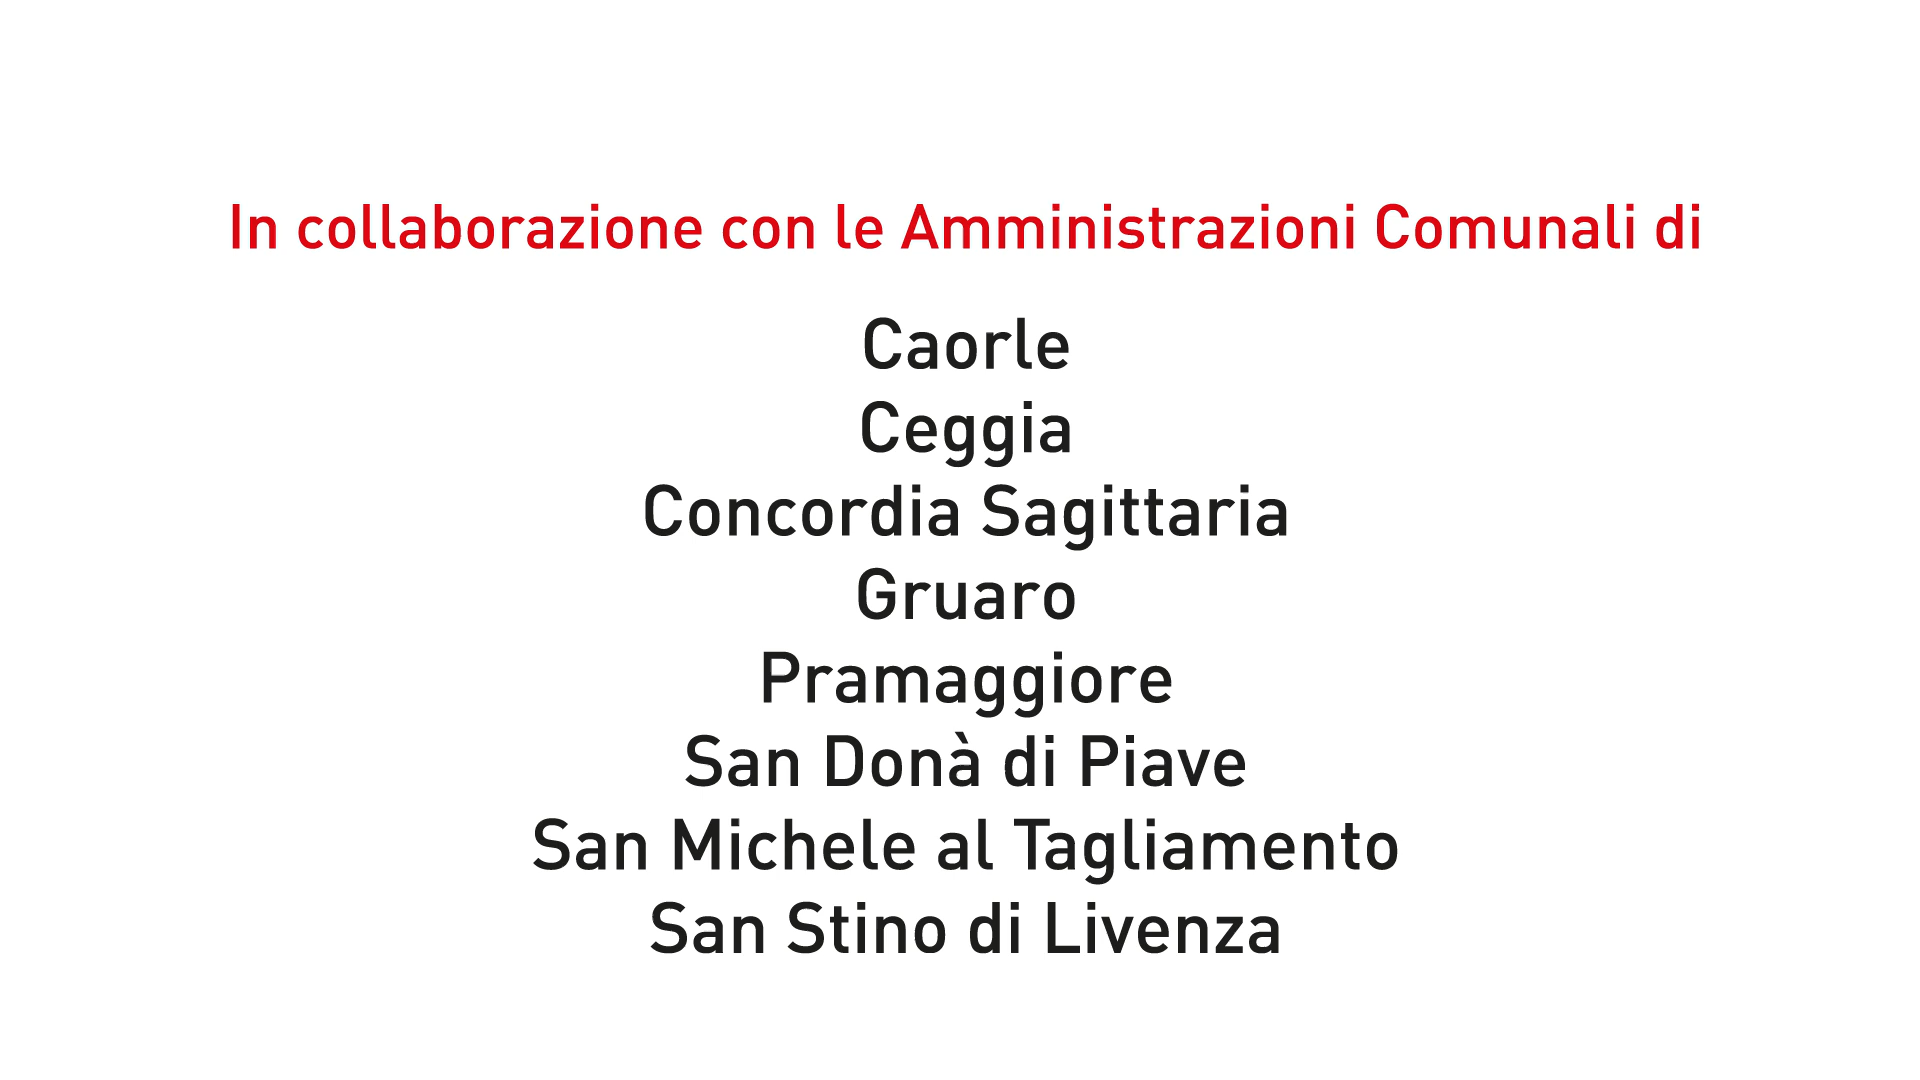 In collaborazione con le Amministrazioni Comunali di
Caorle
Ceggia
Concordia Sagittaria
Gruaro
Pramaggiore
San Donà di Piave
San Michele al Tagliamento
San Stino di Livenza